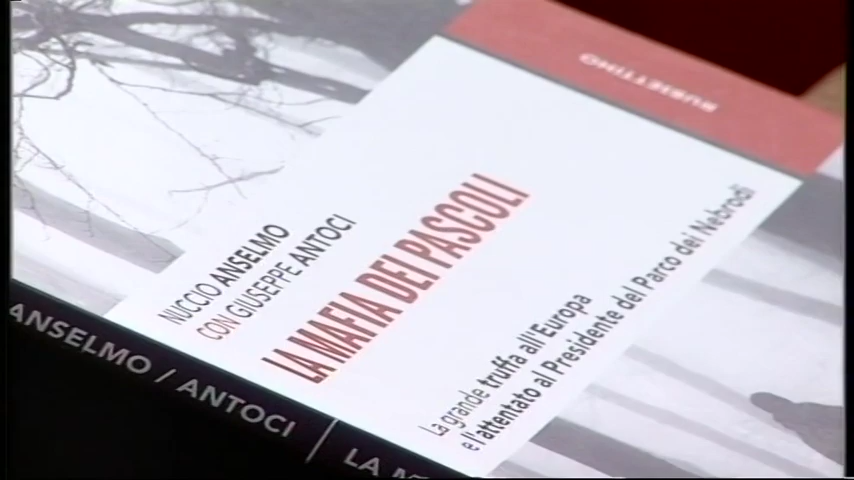 NUCCIO ANSELMO
CON GIUSEPPE ANTOCI
LA MAFIA DEI PASCOLI
La grande truffa all'Europa
e l'attentato al Presidente del Parco dei Nebrodi
RUBBETTINO
ANSELMO / ANTOCI | LA